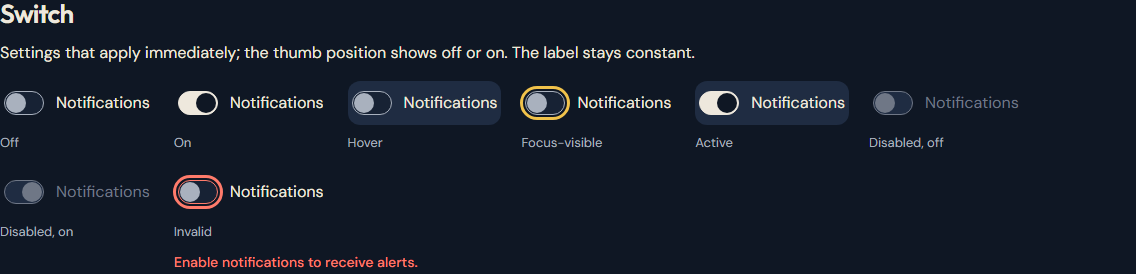 Switch
Settings that apply immediately; the thumb position shows off or on. The label stays constant.
Notifications Notifications Notifications Notifications Notifications Notifications
Off On Hover Focus-visible Active Disabled, off
Notifications Notifications
Disabled, on Invalid
Enable notifications to receive alerts.